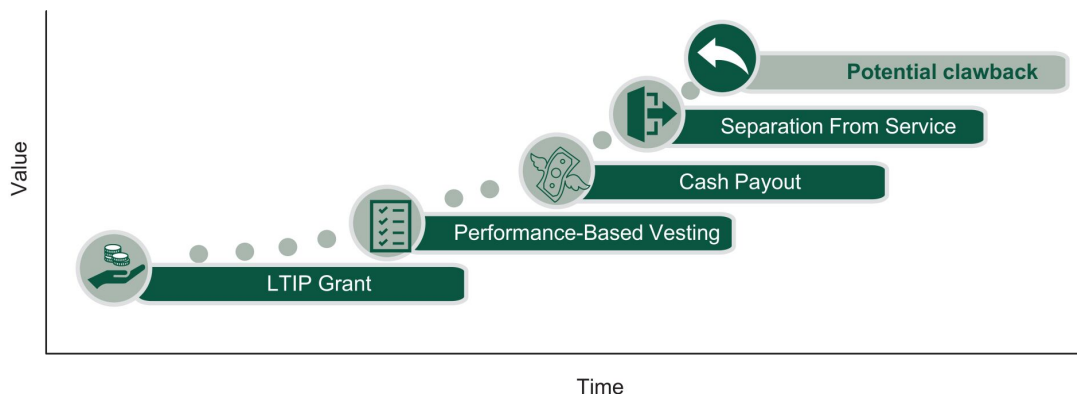 Potential clawback
Separation From Service
Cash Payout
Performance-Based Vesting
LTIP Grant
Value
Time